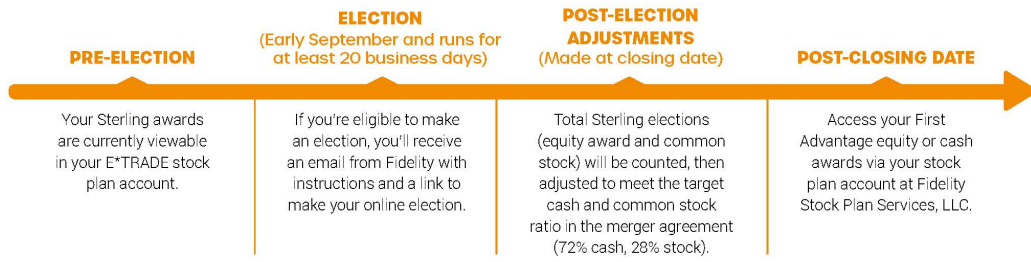 PRE-ELECTION
Your Sterling awards
are currently viewable
in your E*TRADE stock
plan account.
ELECTION
(Early September and runs for
at least 20 business days)
If you're eligible to make
an election, you'll receive
an email from Fidelity with
instructions and a link to
make your online election.
POST-ELECTION
ADJUSTMENTS
(Made at closing date)
Total Sterling elections
(equity award and common
stock) will be counted, then
adjusted to meet the target
cash and common stock
ratio in the merger agreement
(72% cash, 28% stock).
POST-CLOSING DATE
Access your First
Advantage equity or cash
awards via your stock
plan account at Fidelity
Stock Plan Services, LLC.